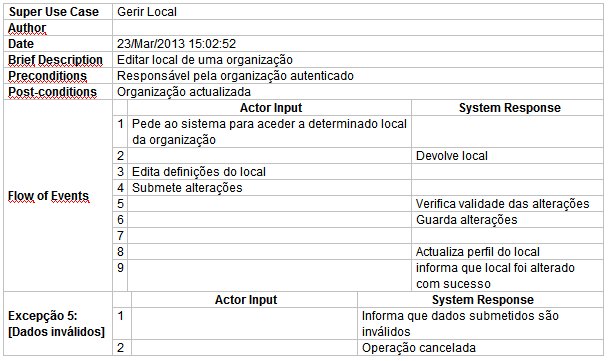 Super Use Case Gerir Local
Author
Date 23/Mar/2013 15:02:52
Brief Description Editar local de uma organização
Preconditions Responsável pela organização autenticado
Post-conditions Organização actualizada
Flow of Events
Actor Input System Response
1 Pede ao sistema para aceder a determinado local
da organização
2 Devolve local
3 Edita definições do local
4 Submete alterações
5 Verifica validade das alterações
6 Guarda alterações
7
8 Actualiza perfil do local
9 informa que local foi alterado
com sucesso
Excepção 5:
[Dados inválidos]
Actor Input System Response
1 Informa que dados submetidos são
inválidos
2 Operação cancelada